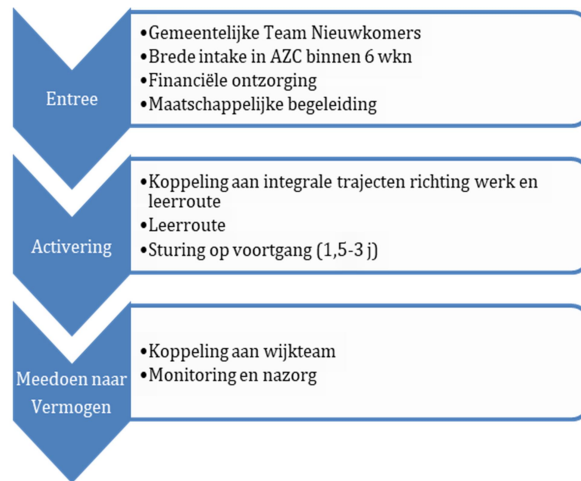 Entree
•Gemeentelijke Team Nieuwkomers
•Brede intake in AZC binnen 6 wkn
•Financiële ontzorging
•Maatschappelijke begeleiding
Activering
•Koppeling aan integrale trajecten richting werk en
leerroute
•Leerroute
•Sturing op voortgang (1,5-3 j)
Meedoen naar
Vermogen
•Koppeling aan wijkteam
•Monitoring en nazorg